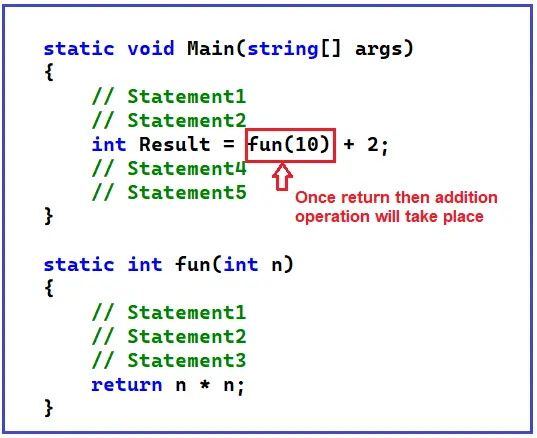 static void Main(string[] args)
{
// Statement1
// Statement2
int Result = fun(10) + 2;
// Statement4
// Statement5
Once return then addition
operation will take place
}
static int fun(int n)
{
// Statement1
// Statement2
// Statement3
return n * n;
}